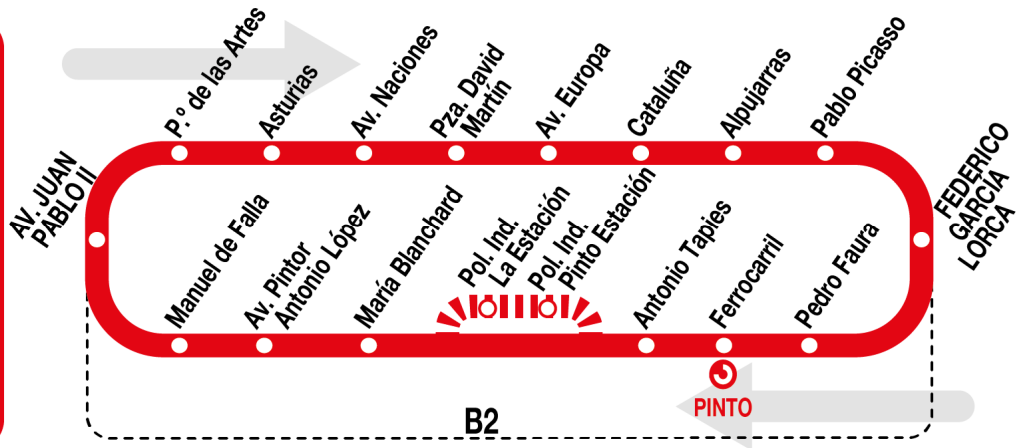 P.º de las Artes
Asturias
Av. Naciones
Pza. David
Martín
Av. Europa
Cataluña
Alpujarras
Pablo Picasso
AV. JUAN
PABLO II
FEDERICO
GARCÍA
LORCA
Manuel de Falla
Av. Pintor
Antonio López
María Blanchard
Pol. Ind.
La Estación
Pol. Ind.
Pinto Estación
Antonio Tapies
Ferrocarril
Pedro Faura
PINTO
B2